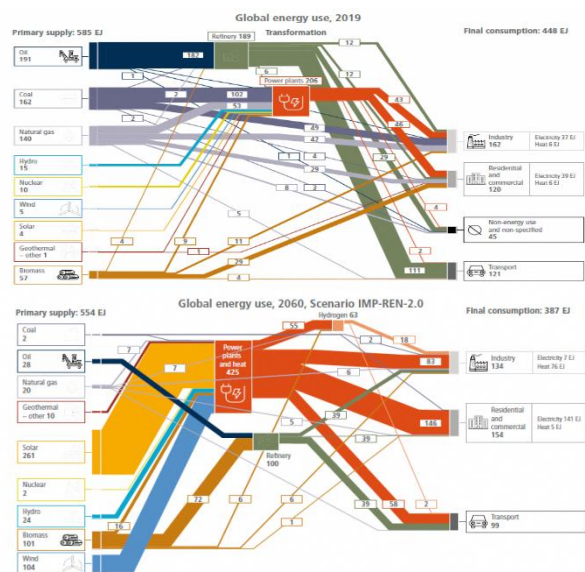 Global energy use, 2019
Primary supply: 585 EJ
Transformation
Final consumption: 448 EJ
Oil
191
Refinery 189
182
12
12
1
6
Power plants 206
Coal
162
2
102
53
43
46
2
49
42
Natural gas
140
Industry
162
Electricity 37 EJ
Heat 6 EJ
1
4
29
29
Hydro
15
Residential
and
commercial
120
Electricity 39 EJ
Heat 6 EJ
Nuclear
10
8
2
Wind
5
5
4
Non-energy use
and non-specified
45
Solar
4
4
9
11
2
Geothermal
– other 1
1
29
111
Transport
121
Biomass
57
4
Global energy use, 2060, Scenario IMP-REN-2.0
Primary supply: 554 EJ
Final consumption: 387 EJ
Hydrogen 63
Coal
2
55
2
18
Oil
28
7
7
Power
plants
and heat
425
83
Industry
134
Electricity 7 EJ
Heat 76 EJ
Natural gas
20
6
Geothermal
– other 10
39
5
146
Residential
and
commercial
154
Electricity 141 EJ
Heat 5 EJ
Solar
261
39
Refinery
100
Nuclear
2
72
6
6
39
58
2
Hydro
24
16
1
Transport
99
Biomass
101
Wind
104